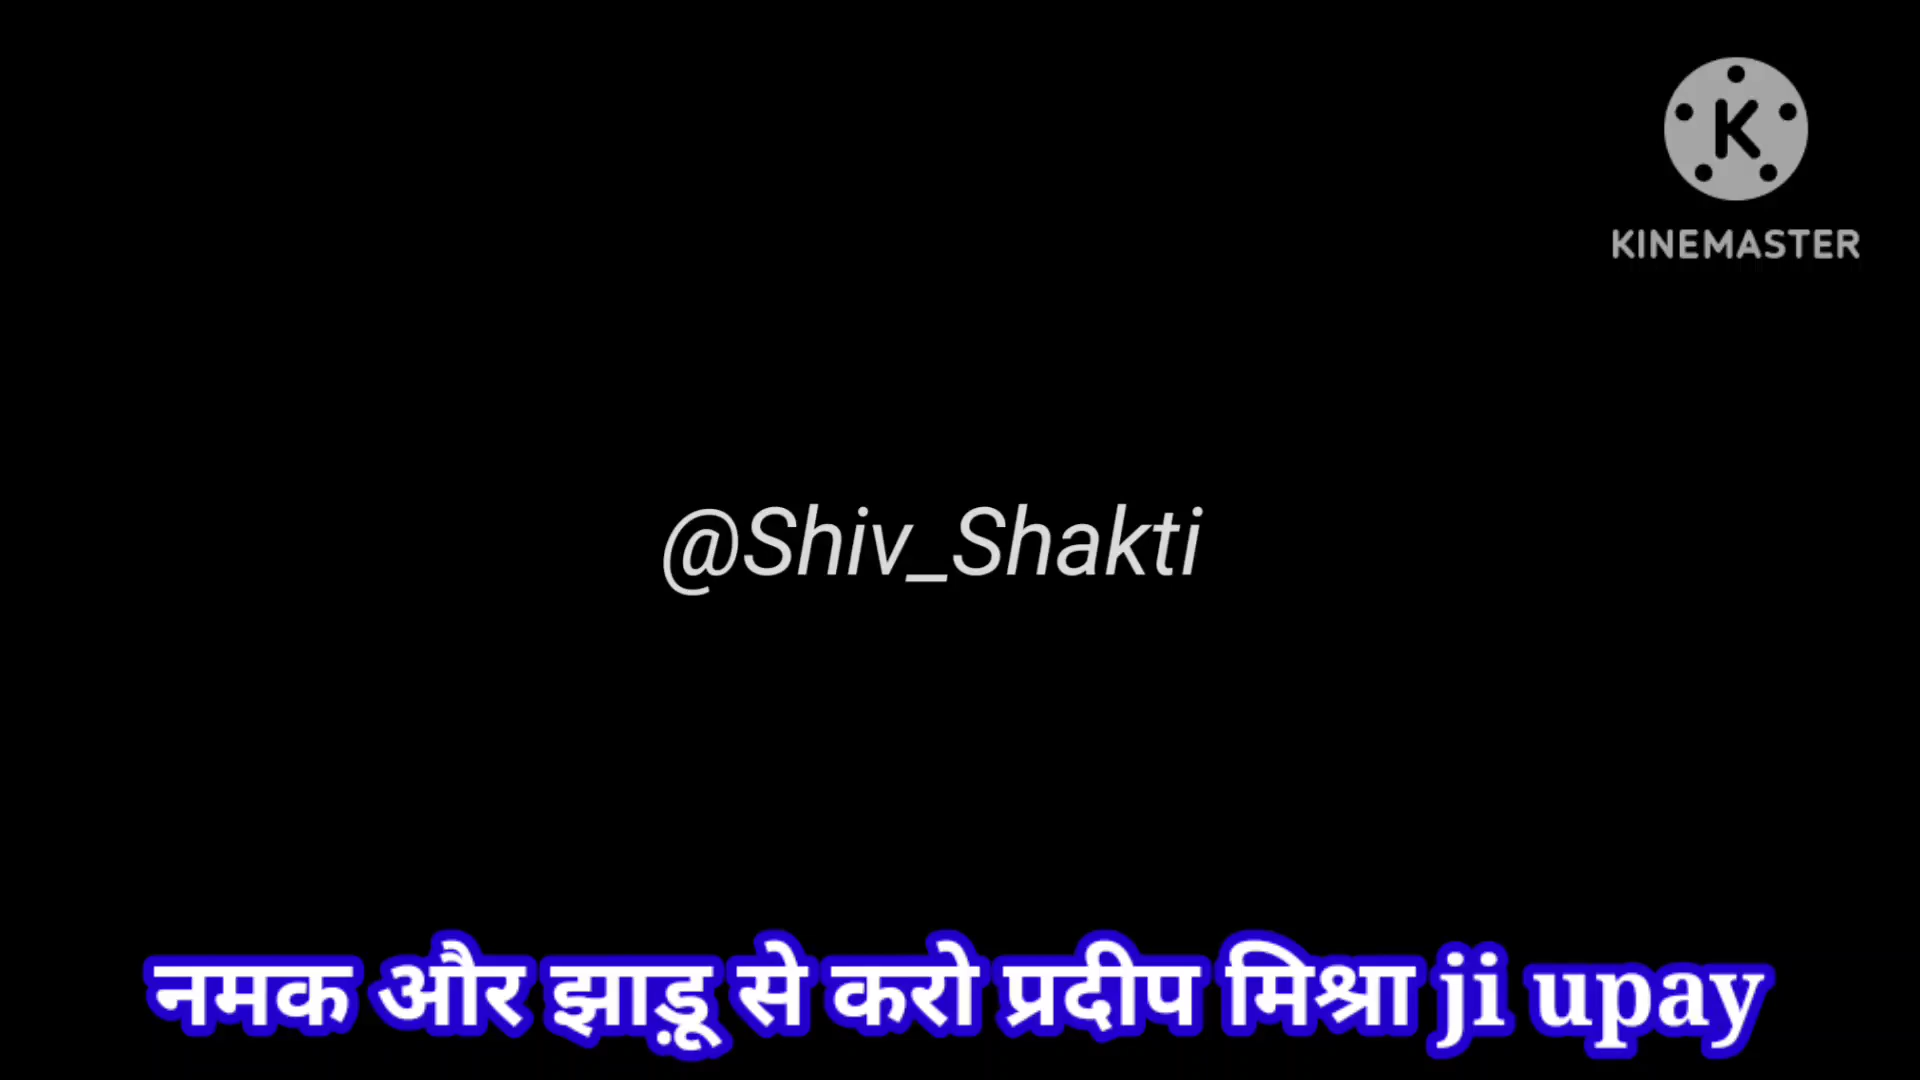 KINEMASTER
@Shiv_Shakti
नमक और झाड़ू से करो प्रदीप मिश्रा ji upay